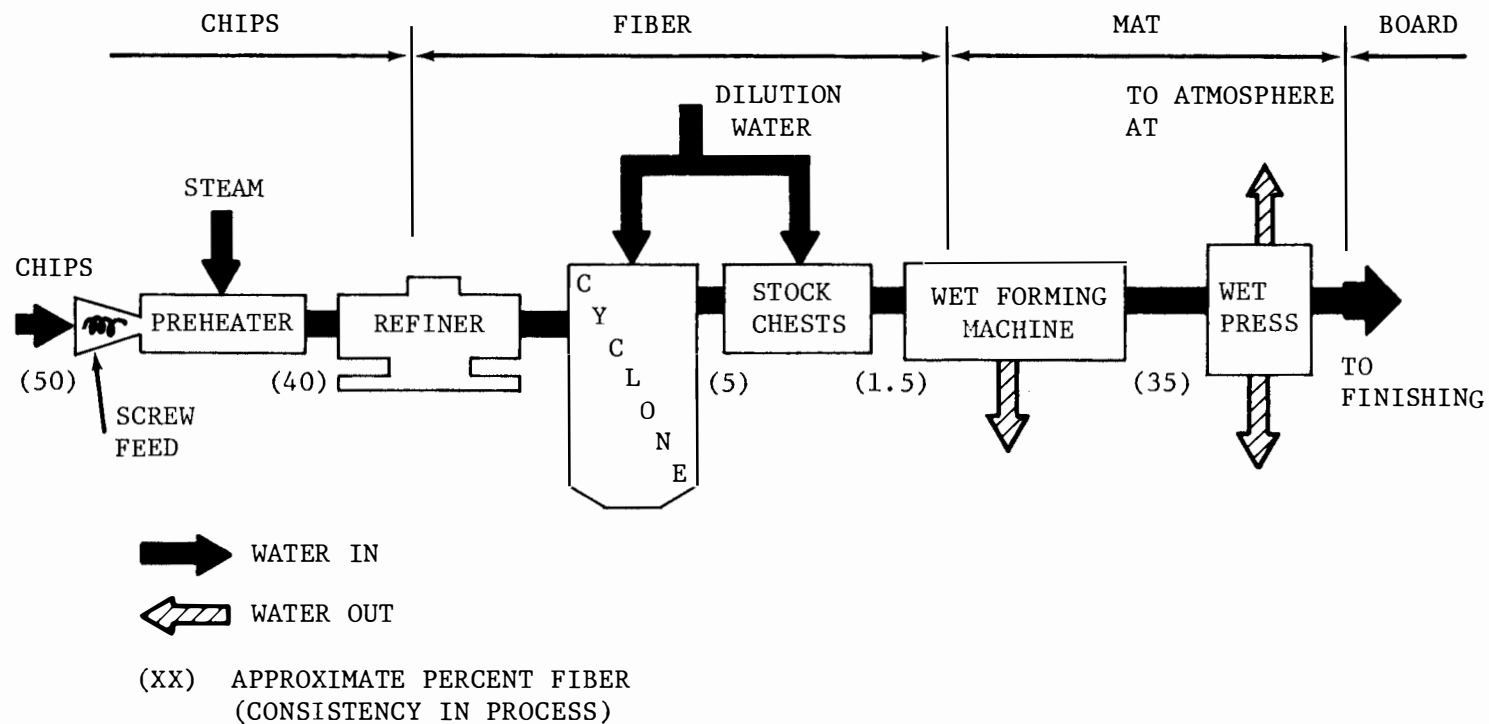 CHIPS
FIBER
MAT
BOARD
DILUTION
WATER
TO ATMOSPHERE
AT
STEAM
CHIPS
PREHEATER
REFINER
CYCLONE
STOCK
CHESTS
WET FORMING
MACHINE
WET
PRESS
(50)
(40)
(5)
(1.5)
(35)
TO
FINISHING
SCREW
FEED
WATER IN
WATER OUT
(XX) APPROXIMATE PERCENT FIBER
(CONSISTENCY IN PROCESS)